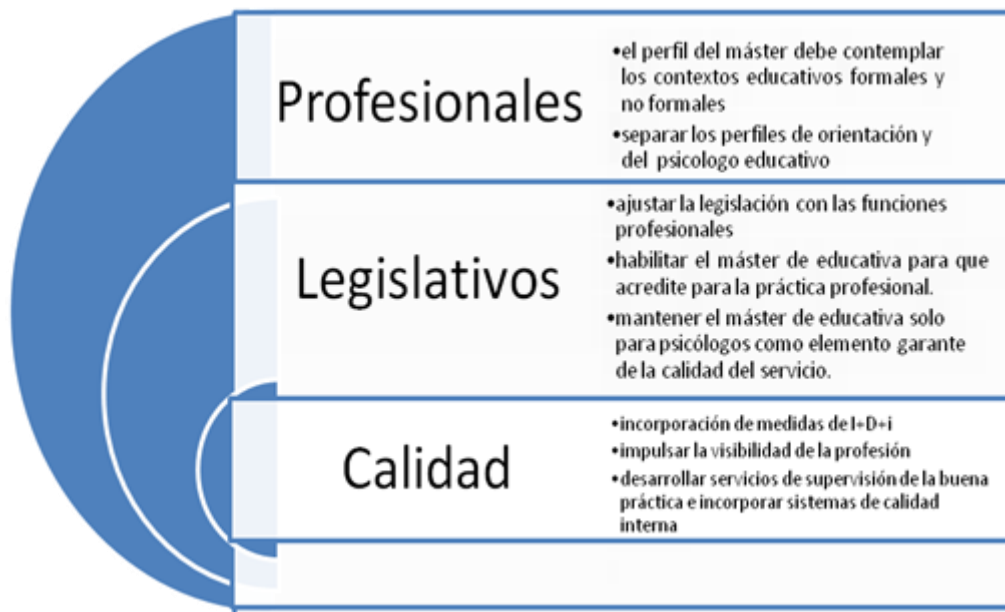 Profesionales
•el perfil del máster debe contemplar
los contextos educativos formales y
no formales
•separar los perfiles de orientación y
del psicologo educativo
Legislativos
•ajustar la legislación con las funciones
profesionales
•habilitar el máster de educativa para que
acredite para la práctica profesional.
•mantener el máster de educativa solo
para psicólogos como elemento garante
de la calidad del servicio.
Calidad
•incorporación de medidas de I+D+i
•impulsar la visibilidad de la profesión
•desarrollar servicios de supervisión de la buena
práctica e incorporar sistemas de calidad
interna